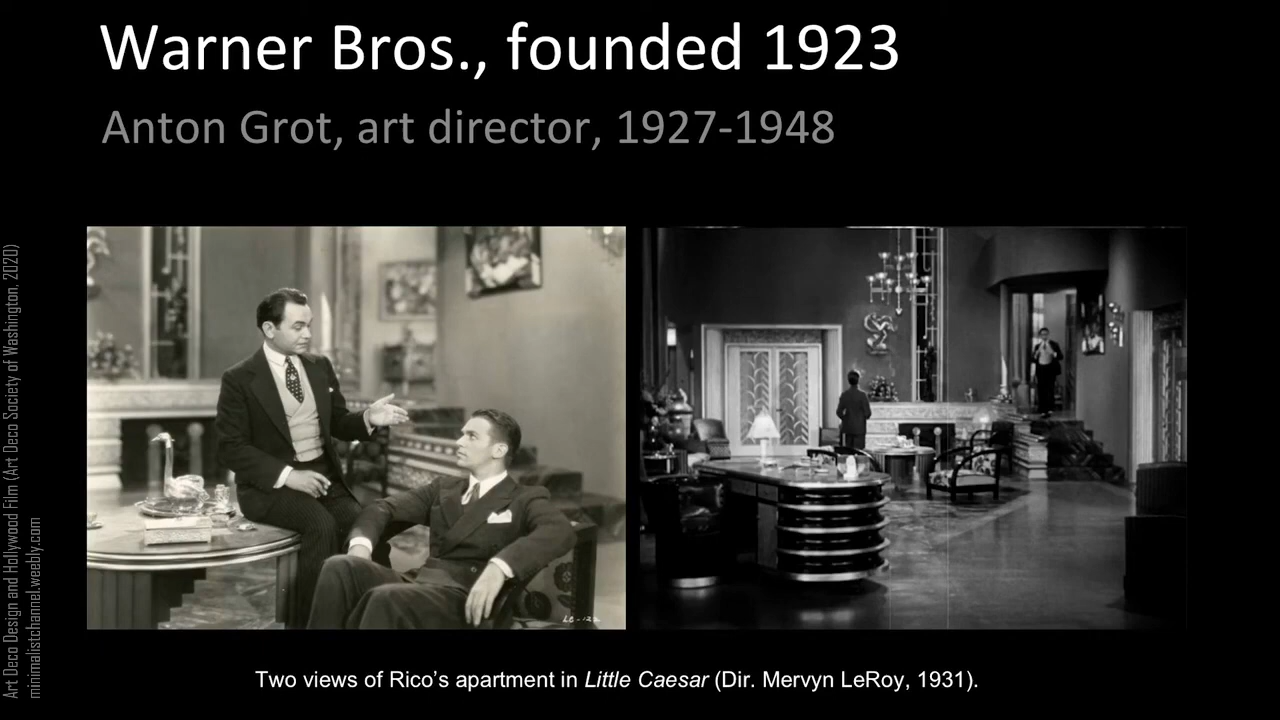 Warner Bros., founded 1923
Anton Grot, art director, 1927-1948
Art Deco Design and Hollywood Film (Art Deco Society of Washington, 2020)
minimalistchannel.weebly.com
LC-122
Two views of Rico's apartment in Little Caesar (Dir. Mervyn LeRoy, 1931).